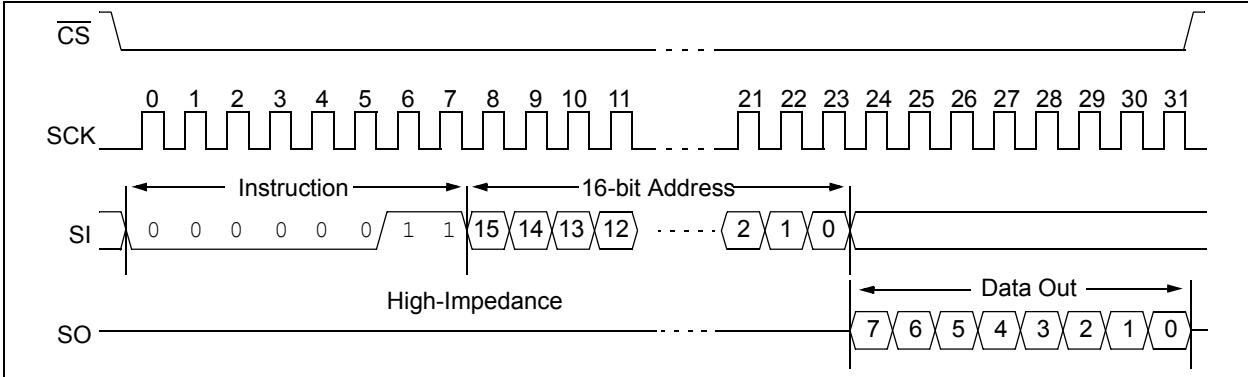 CS
0 1 2 3 4 5 6 7 8 9 10 11 21 22 23 24 25 26 27 28 29 30 31
SCK
Instruction 16-bit Address
SI 0 0 0 0 0 0 1 1 15 14 13 12 2 1 0
High-Impedance Data Out
SO 7 6 5 4 3 2 1 0